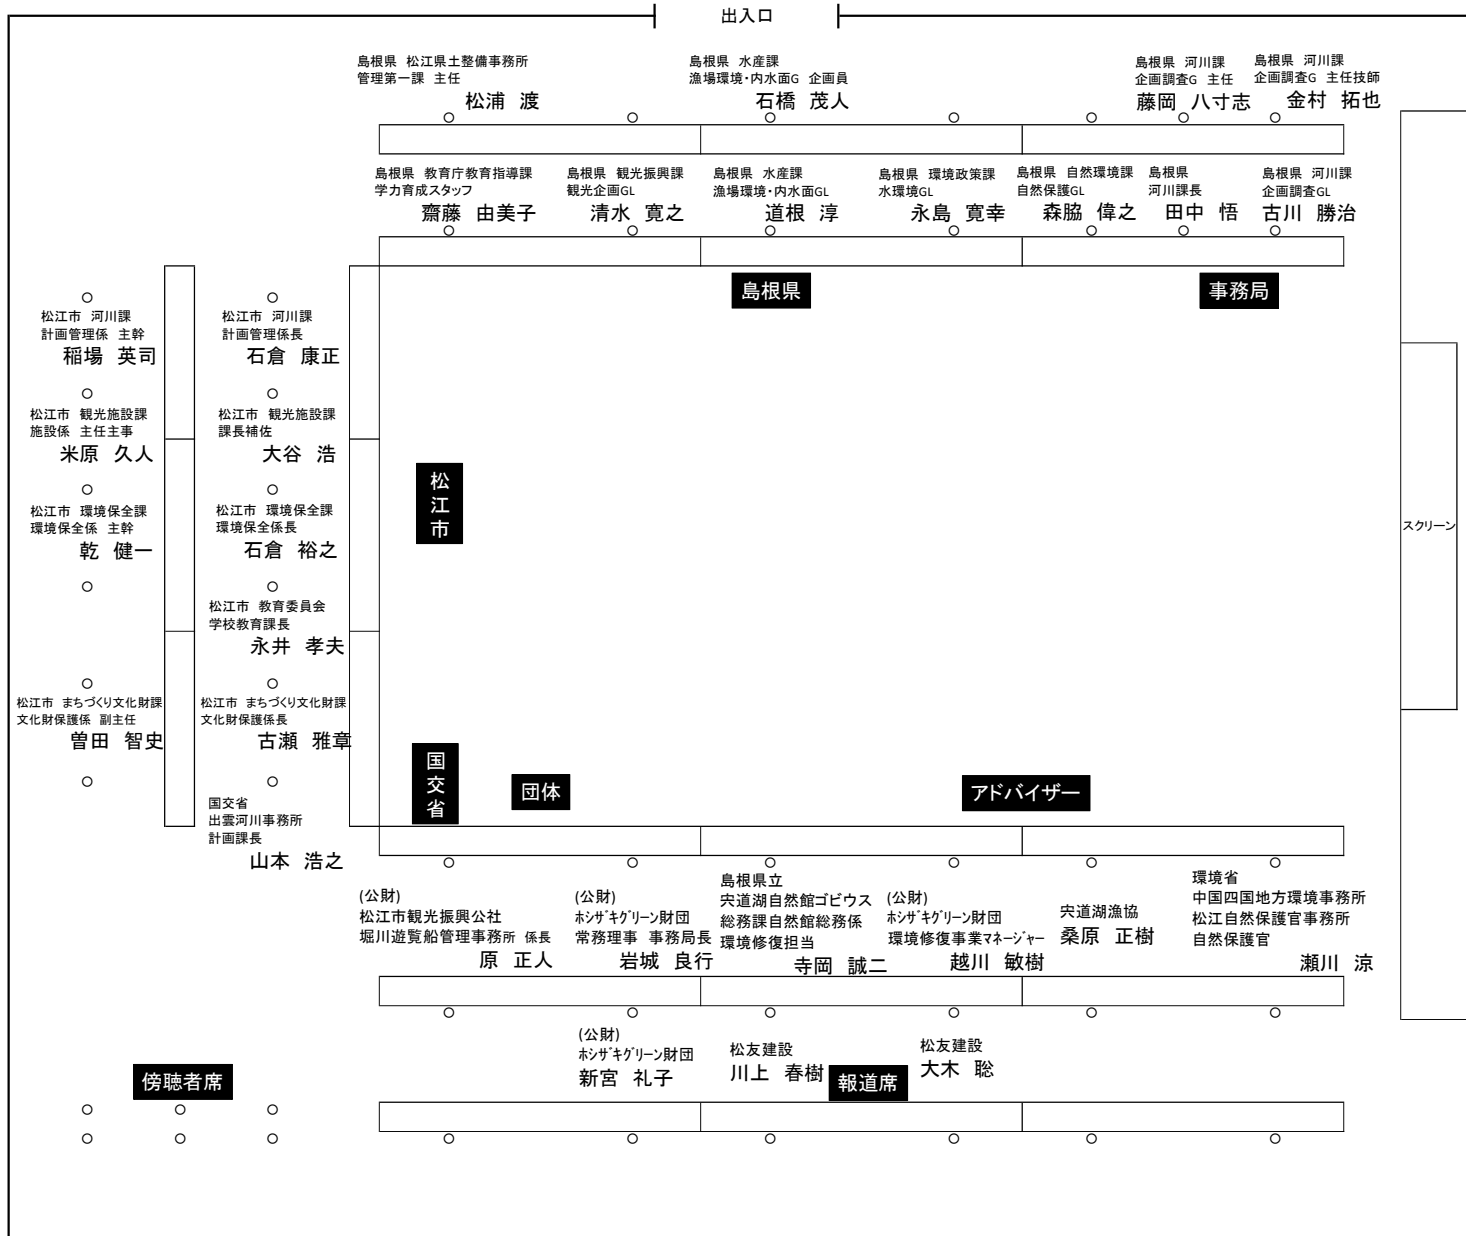 出入口
島根県 松江県土整備事務所
管理第一課 主任
松浦 渡
島根県 水産課
漁場環境・内水面G 企画員
石橋 茂人
島根県 河川課
企画調査G 主任
藤岡 八寸志
島根県 河川課
企画調査G 主任技師
金村 拓也
島根県 教育庁教育指導課
学力育成スタッフ
齋藤 由美子
島根県 観光振興課
観光企画GL
清水 寛之
島根県 水産課
漁場環境・内水面GL
道根 淳
島根県 環境政策課
水環境GL
永島 寛幸
島根県 自然環境課
自然保護GL
森脇 偉之
島根県
河川課長
田中 悟
島根県 河川課
企画調査GL
古川 勝治
島根県
事務局
松江市 河川課
計画管理係 主幹
稲場 英司
松江市 河川課
計画管理係長
石倉 康正
松江市 観光施設課
施設係 主任主事
米原 久人
松江市 観光施設課
課長補佐
大谷 浩
松江市
松江市 環境保全課
環境保全係 主幹
乾 健一
松江市 環境保全課
環境保全係長
石倉 裕之
スクリーン
松江市 教育委員会
学校教育課長
永井 孝夫
松江市 まちづくり文化財課
文化財保護係 副主任
曽田 智史
松江市 まちづくり文化財課
文化財保護係長
古瀬 雅章
国交省
団体
アドバイザー
国交省
出雲河川事務所
計画課長
山本 浩之
(公財)
松江市観光振興公社
堀川遊覧船管理事務所 係長
原 正人
(公財)
ホシザキグリーン財団
常務理事 事務局長
岩城 良行
島根県立
宍道湖自然館ゴビウス
総務課自然館総務係
環境修復担当
寺岡 誠二
(公財)
ホシザキグリーン財団
環境修復事業マネージャー
越川 敏樹
宍道湖漁協
桑原 正樹
環境省
中国四国地方環境事務所
松江自然保護官事務所
自然保護官
瀬川 涼
(公財)
ホシザキグリーン財団
新宮 礼子
松友建設
川上 春樹
松友建設
大木 聡
報道席
傍聴者席